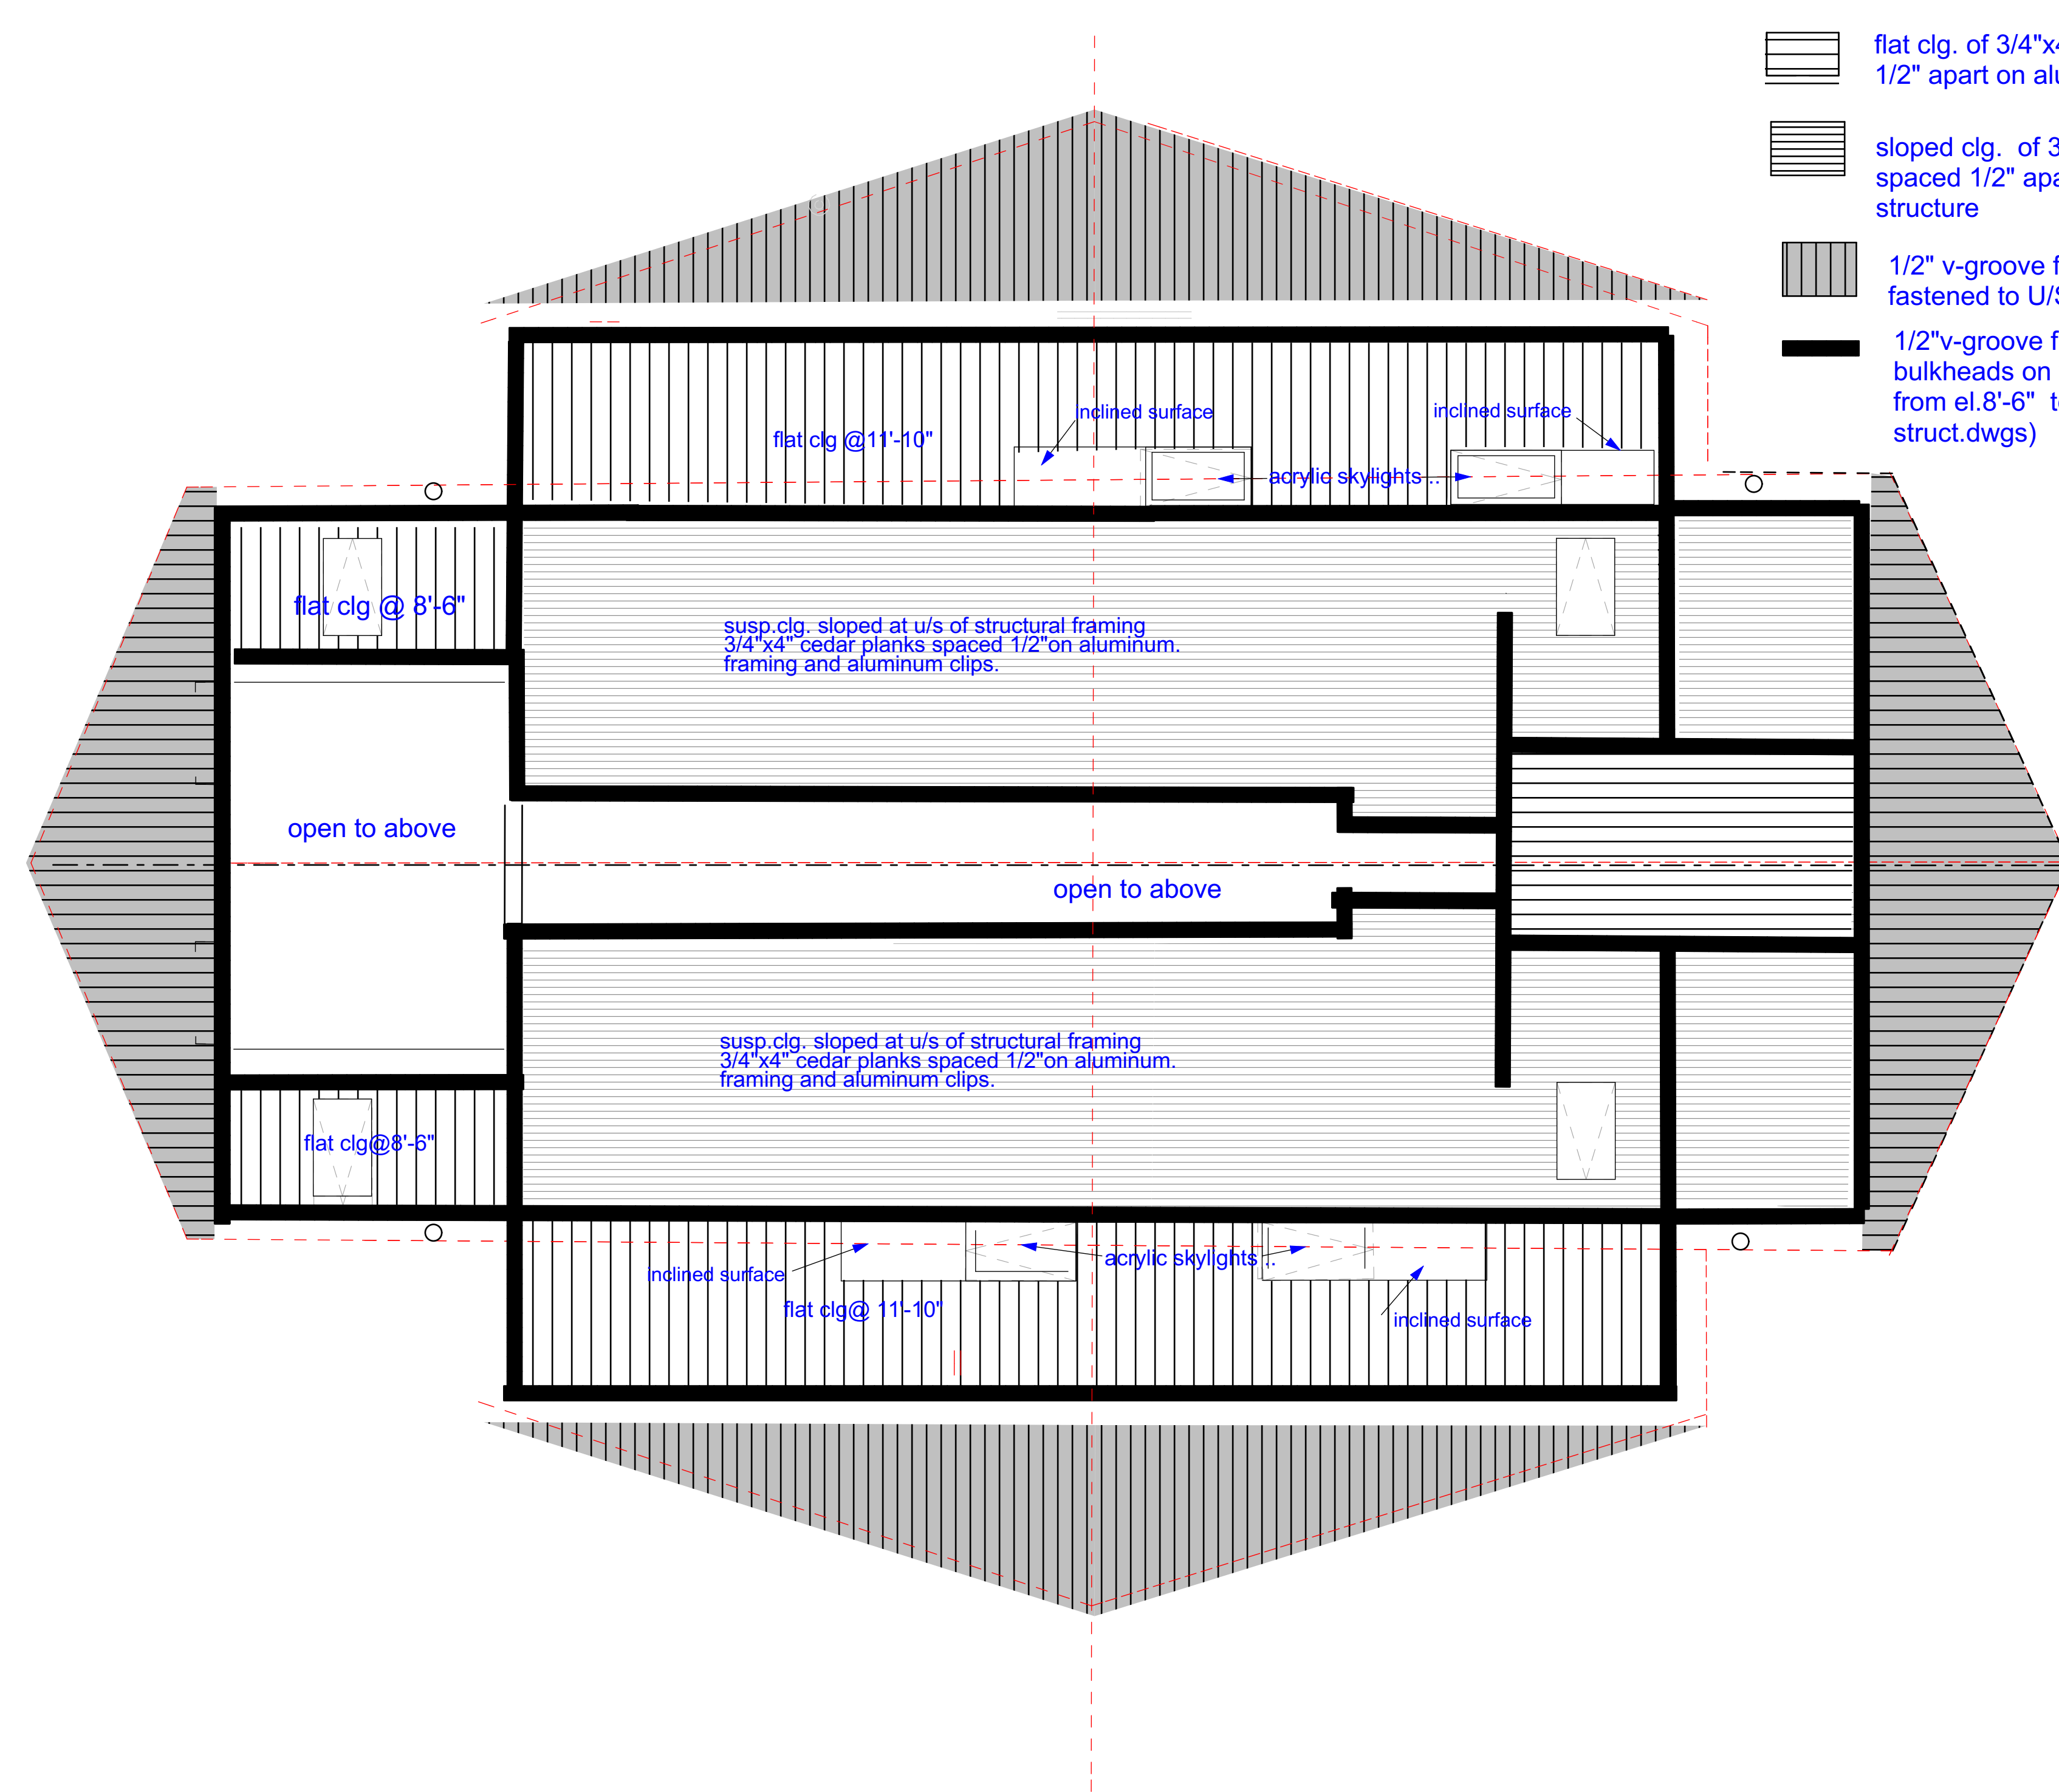 flat clg. of 3/4"x4
1/2" apart on alu
sloped clg.  of 3
spaced 1/2" apa
structure
1/2" v-groove f
fastened to U/S
1/2"v-groove f
bulkheads on
from el.8'-6"  to
struct.dwgs)
inclined surface
inclined surface
flat clg @11'-10"
acrylic skylights ..
flat clg @ 8'-6"
susp.clg. sloped at u/s of structural framing
3/4"x4" cedar planks spaced 1/2"on aluminum.
framing and aluminum clips.
open to above
open to above
susp.clg. sloped at u/s of structural framing
3/4"x4" cedar planks spaced 1/2"on aluminum.
framing and aluminum clips.
flat clg@8'-6"
acrylic skylights ..
inclined surface
flat clg@ 11'-10"
inclined surface